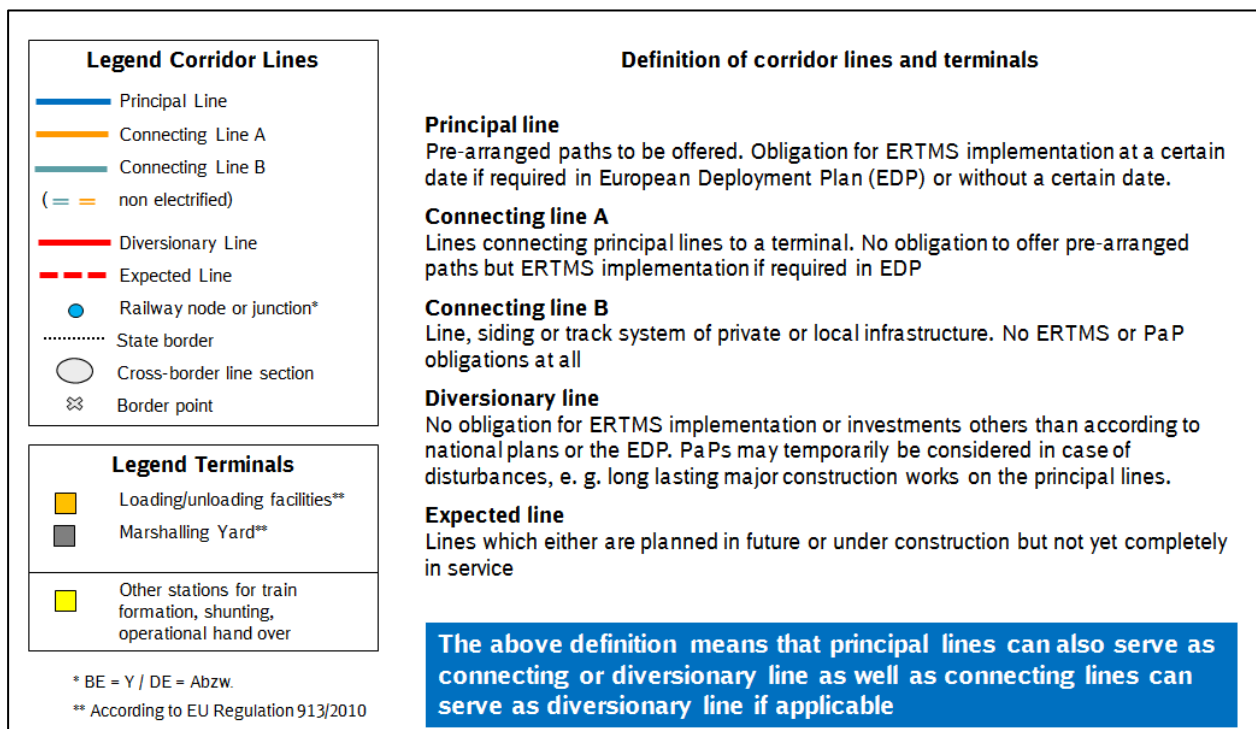 Legend Corridor Lines
Principal Line
Connecting Line A
Connecting Line B
( = = non electrified)
Diversionary Line
Expected Line
Railway node or junction*
State border
Cross-border line section
Border point
Legend Terminals
Loading/unloading facilities**
Marshalling Yard**
Other stations for train
formation, shunting,
operational hand over
* BE = Y / DE = Abzw.
** According to EU Regulation 913/2010
Definition of corridor lines and terminals
Principal line
Pre-arranged paths to be offered. Obligation for ERTMS implementation at a certain
date if required in European Deployment Plan (EDP) or without a certain date.
Connecting line A
Lines connecting principal lines to a terminal. No obligation to offer pre-arranged
paths but ERTMS implementation if required in EDP
Connecting line B
Line, siding or track system of private or local infrastructure. No ERTMS or PaP
obligations at all
Diversionary line
No obligation for ERTMS implementation or investments others than according to
national plans or the EDP. PaPs may temporarily be considered in case of
disturbances, e. g. long lasting major construction works on the principal lines.
Expected line
Lines which either are planned in future or under construction but not yet completely
in service
The above definition means that principal lines can also serve as
connecting or diversionary line as well as connecting lines can
serve as diversionary line if applicable